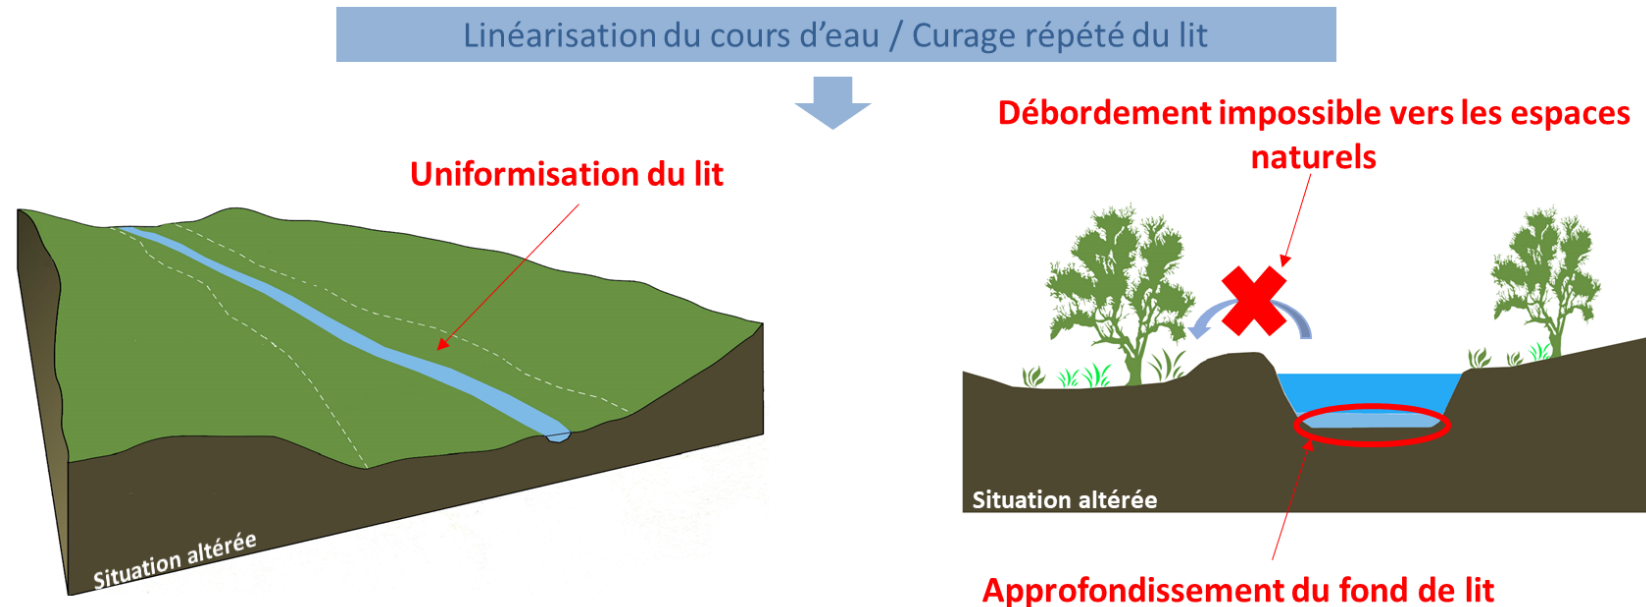 Linéarisation du cours d'eau / Curage répété du lit
Débordement impossible vers les espaces
naturels
Uniformisation du lit
Situation altérée
Situation altérée
Approfondissement du fond de lit